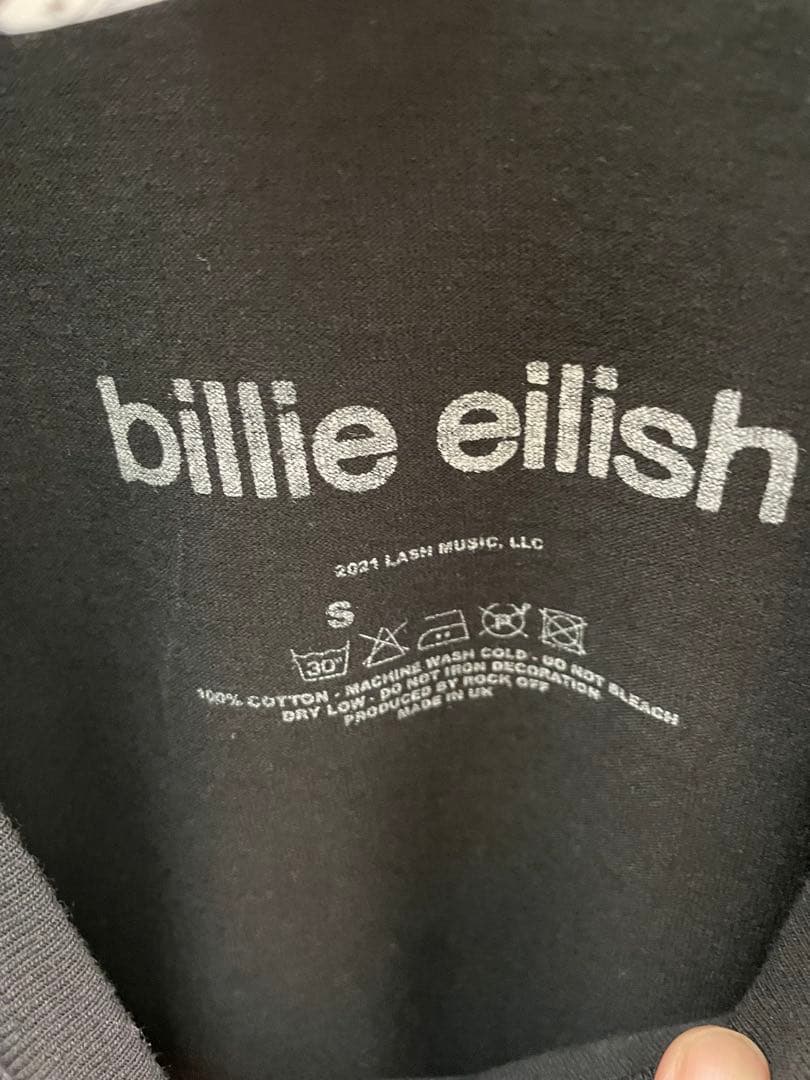 billie eilish
2021 LASH MUSIC, LLC
S
30°
P
100% COTTON - MACHINE WASH COLD - DO NOT BLEACH
DRY LOW - DO NOT IRON DECORATION
PRODUCED BY ROCK OFF
MADE IN UK